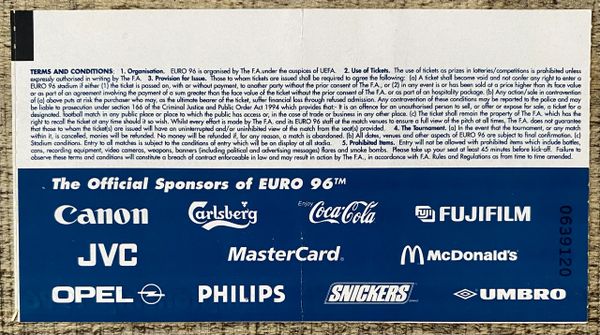 TERMS AND CONDITIONS: 1. Organisation. EURO 96 is organised by The F.A. under the auspices of UEFA. 2. Use of Tickets. The use of tickets as prizes in lotteries/competitions is prohibited unless
expressly authorised in writing by The F.A. 3. Provision for Issue. Those to whom tickets are issued shall be required to agree the following: (a) A ticket shall become void and not confer any right to enter a
EURO 96 stadium if either (1) the ticket is passed on, with or without payment, to another party without the prior consent of The F.A., or (2) in any event is or has been sold at a price higher than its face value
or as part of an agreement involving the payment of a sum greater than the face value of the ticket without the prior consent of The F.A. or as part of an hospitality package. (b) Any action/sale in contravention
of (a) above puts at risk the purchaser who may, as the ultimate bearer of the ticket, suffer financial loss through refused admission. Any contravention of these conditions may be reported to the police and may
be liable to prosecution under section 166 of the Criminal Justice and Public Order Act 1994 which provides that:- It is an offence for an unauthorised person to sell, or offer or expose for sale, a ticket for a
designated football match in any public place or place to which the public has access or, in the case of trade or business in any other place. (c) The ticket shall remain the property of The F.A. which has the
right to recall the ticket at any time should it so wish. Whilst every effort is made by The F.A. and its EURO 96 staff at match venues to ensure a full view of the pitch at all times, The F.A. does not guarantee
that those to whom the ticket(s) are issued will have an uninterrupted and/or uninhibited view of the match from the seat(s) provided. 4. The Tournament. (a) In the event that the tournament, or any match
within it, is cancelled, monies will be refunded. No money will be refunded if, for any reason, a match is abandoned. (b) All dates, venues and other aspects of EURO 96 are subject to final confirmation. (c)
Stadium conditions. Entry to all matches is subject to the conditions of entry which will be on display at all stadia. 5. Prohibited Items. Entry will not be allowed with prohibited items which include bottles,
cans, recording equipment, video cameras, weapons, banners (including political and advertising messages) flares and smoke bombs. Please take up your seat at least 45 minutes before kick-off. Failure to
observe these terms and conditions will constitute a breach of contract enforceable in law and may result in action by The F.A., in accordance with F.A. Rules and Regulations as from time to time amended.
The Official Sponsors of EURO 96™
Canon Carlsberg Enjoy Coca-Cola FUJI FUJIFILM
JVC MasterCard McDonald's
OPEL PHILIPS SNICKERS UMBRO
0639120